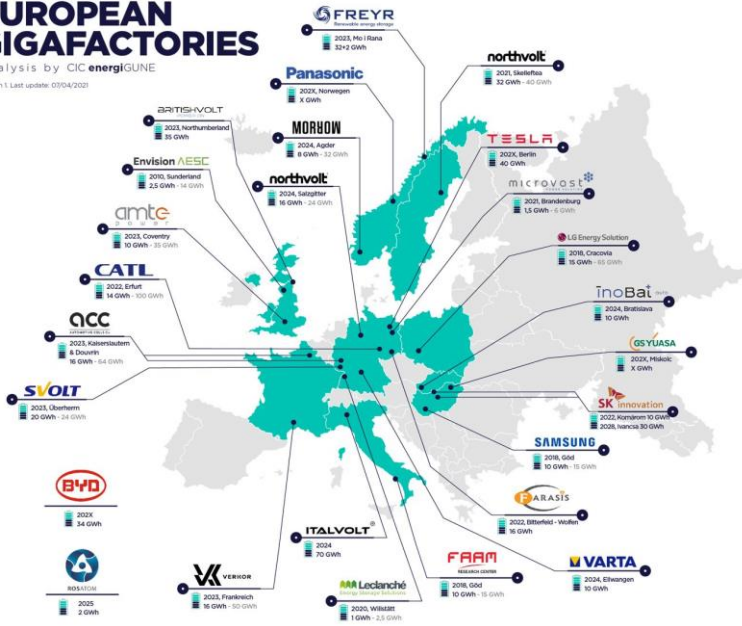 UROPEAN
IGAFACTORIES
alysis by CIC energiGUNE
n 1. Last update: 07/04/2021
FREYR
Renewable energy storage
2023, Mo i Rana
32+2 GWh
northvolt
2021, Skelleftea
32 GWh - 40 GWh
Panasonic
202X, Norwegen
X GWh
BRITISHVOLT
2023, Northumberland
35 GWh
MORROW
2024, Agder
8 GWh - 32 GWh
TESLA
202X, Berlin
40 GWh
Envision AESC
2010, Sunderland
2,5 GWh - 14 GWh
northvolt
2024, Salzgitter
16 GWh - 24 GWh
microvast
2021, Brandenburg
1,5 GWh - 6 GWh
amte
power
2023, Coventry
10 GWh - 35 GWh
LG Energy Solution
2018, Cracovia
15 GWh - 65 GWh
CATL
2022, Erfurt
14 GWh - 100 GWh
inoBat auto
2024, Bratislava
10 GWh
acc
2023, Kaiserslautern
& Douvrin
16 GWh - 64 GWh
GS YUASA
202X, Miskolc
X GWh
SVOLT
2023, Überherrn
20 GWh - 24 GWh
SK innovation
2022, Komárom 10 GWh
2028, Ivancsa 30 GWh
SAMSUNG
2018, Göd
10 GWh - 15 GWh
BYD
202X
34 GWh
FARASIS
2022, Bitterfeld - Wolfen
16 GWh
ITALVOLT
2024
70 GWh
ROSATOM
2025
2 GWh
VERKOR
2023, Frankreich
16 GWh - 50 GWh
Leclanché
Energy Storage Solutions
2020, Willstätt
1 GWh - 2,5 GWh
FAAM
RESEARCH CENTER
2018, Göd
10 GWh - 15 GWh
VARTA
2024, Ellwangen
10 GWh